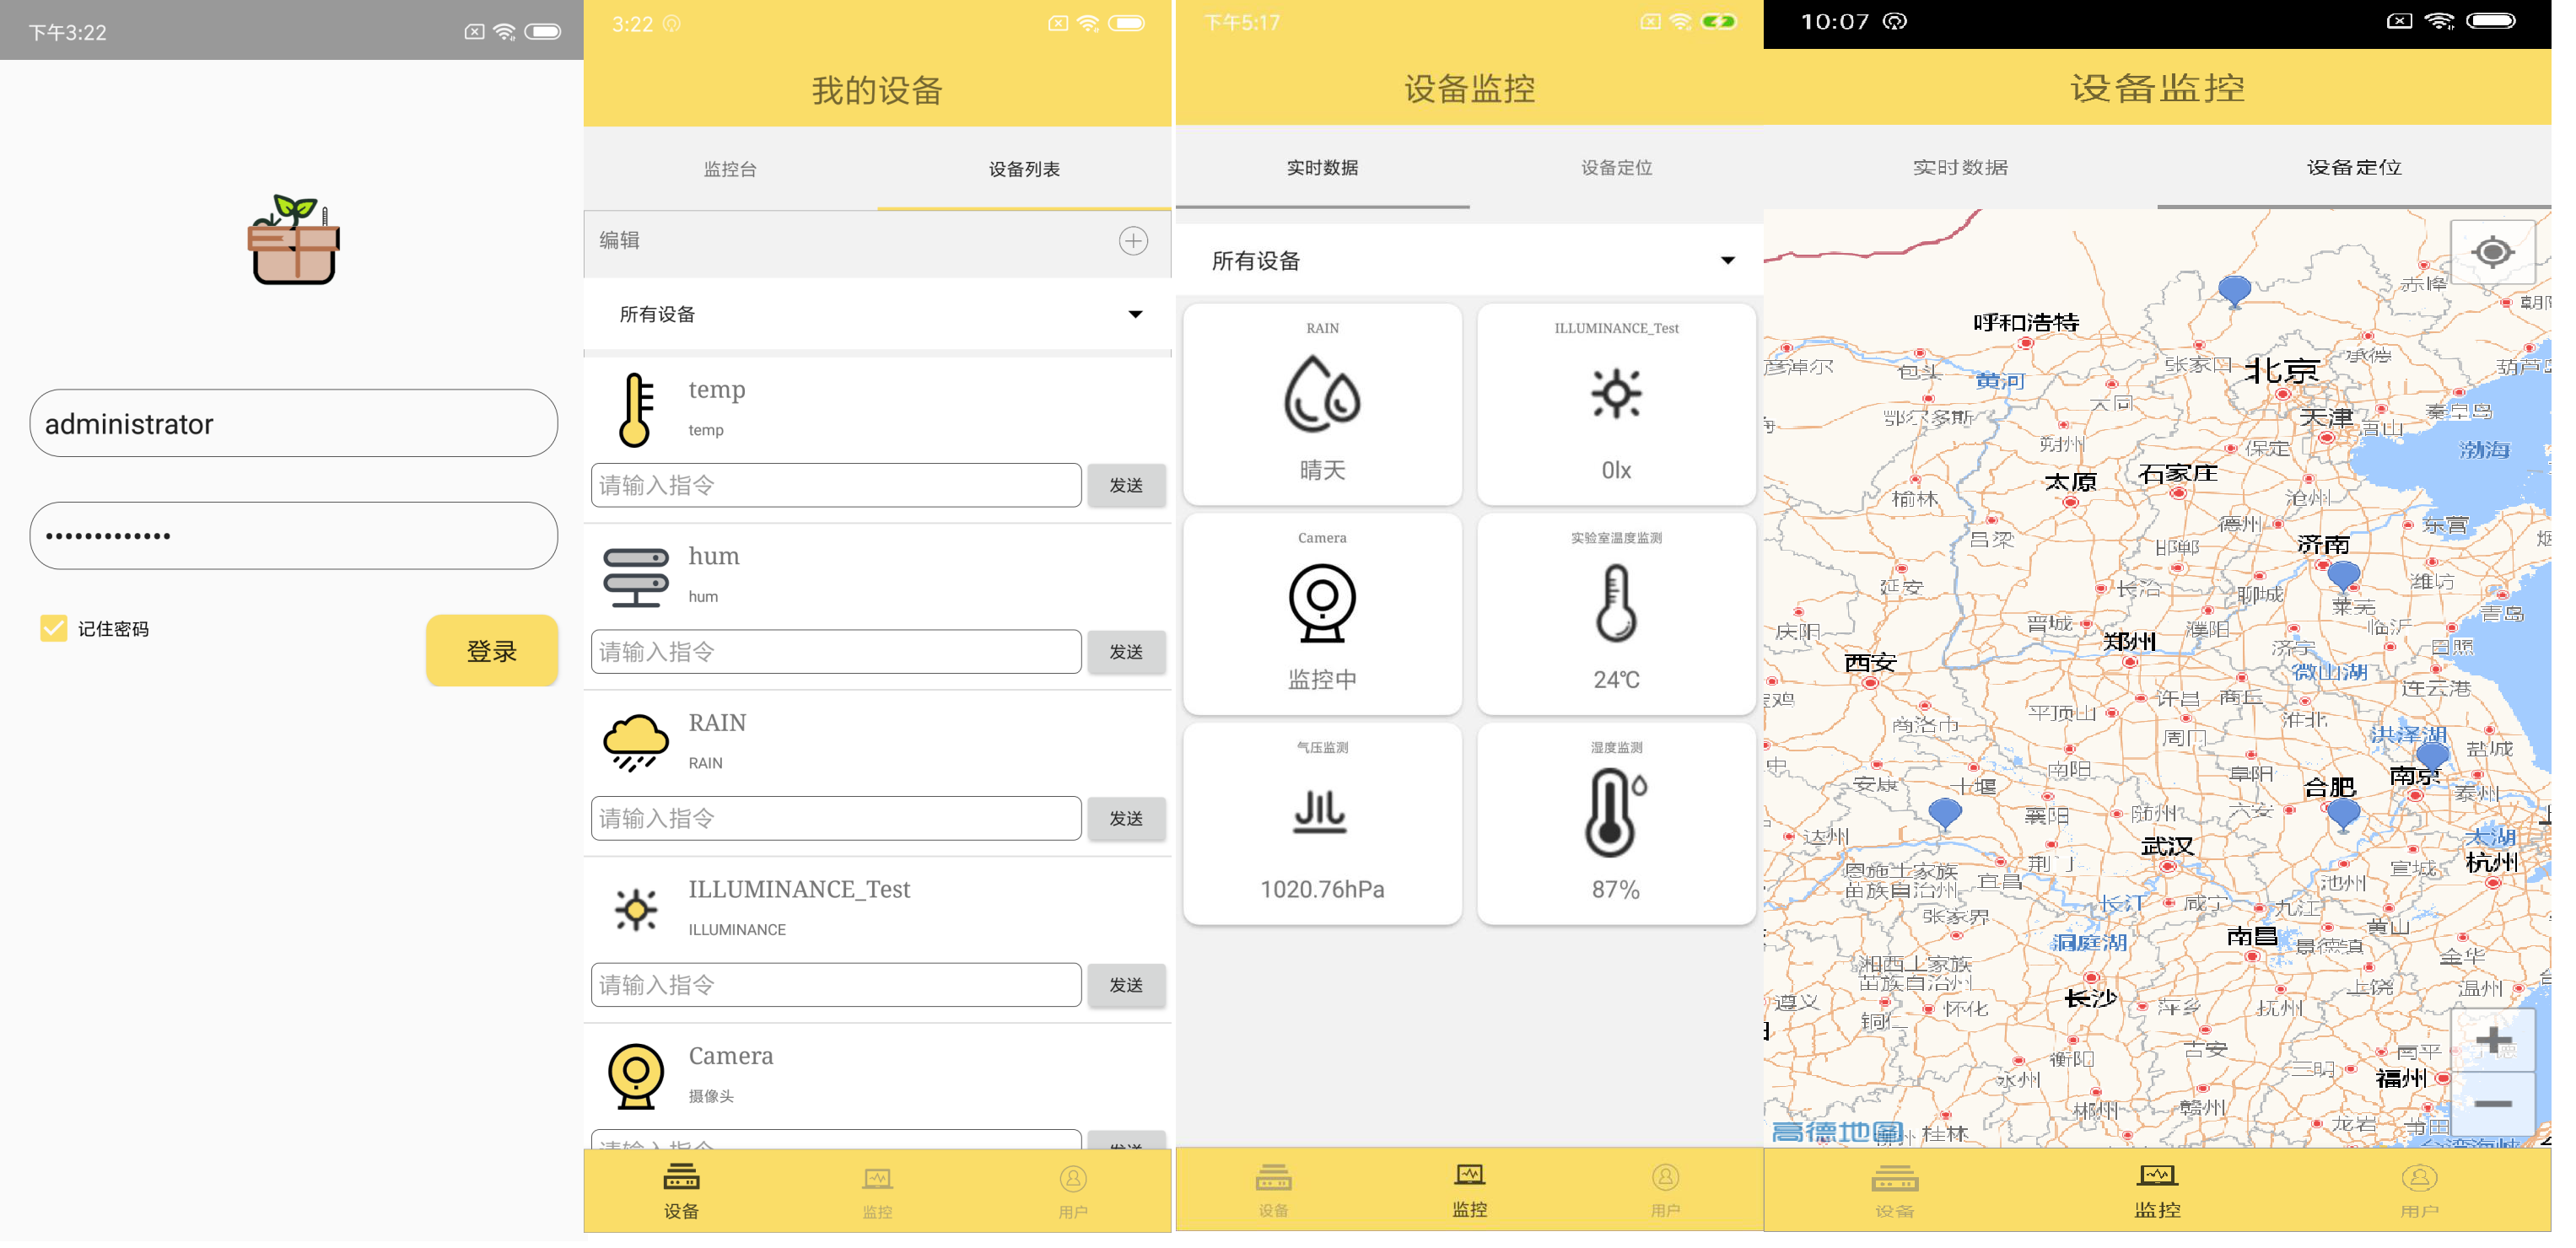 下午3:22
administrator
•••••••••••••
记住密码
登录
3:22
我的设备
监控台
设备列表
编辑
所有设备
temp
temp
请输入指令
发送
hum
hum
请输入指令
发送
RAIN
RAIN
请输入指令
发送
ILLUMINANCE_Test
ILLUMINANCE
请输入指令
发送
Camera
摄像头
请输入指令
发送
设备
监控
用户
下午5:17
设备监控
实时数据
设备定位
所有设备
RAIN
晴天
ILLUMINANCE_Test
0lx
Camera
监控中
实验室温度监测
24℃
气压监测
1020.76hPa
湿度监测
87%
设备
监控
用户
10:07
设备监控
实时数据
设备定位
赤峰
呼和浩特
张家口
承德
包头
黄河
北京
大同
天津
秦皇岛
鄂尔多斯
朔州
保定
渤海
太原
石家庄
沧州
榆林
德州
东营
吕梁
邯郸
济南
延安
长治
聊城
莱芜
潍坊
青岛
庆阳
晋城
濮阳
临沂
郑州
济宁
日照
西安
微山湖
连云港
许昌
商丘
平顶山
淮北
商洛市
周口
洪泽湖
盐城
南阳
阜阳
南京
安康
十堰
合肥
泰州
襄阳
随州
六安
达州
太湖
武汉
杭州
荆门
宣城
恩施土家族
苗族自治州
宜昌
池州
长江
咸宁
九江
张家界
黄山
洞庭湖
南昌
景德镇
金华
湘西土家族
苗族自治州
上饶
温州
遵义
长沙
怀化
萍乡
抚州
衡阳
吉安
南平
三明
永州
福州
郴州
赣州
龙岩
莆田
高德地图
桂林
台湾海峡
设备
监控
用户